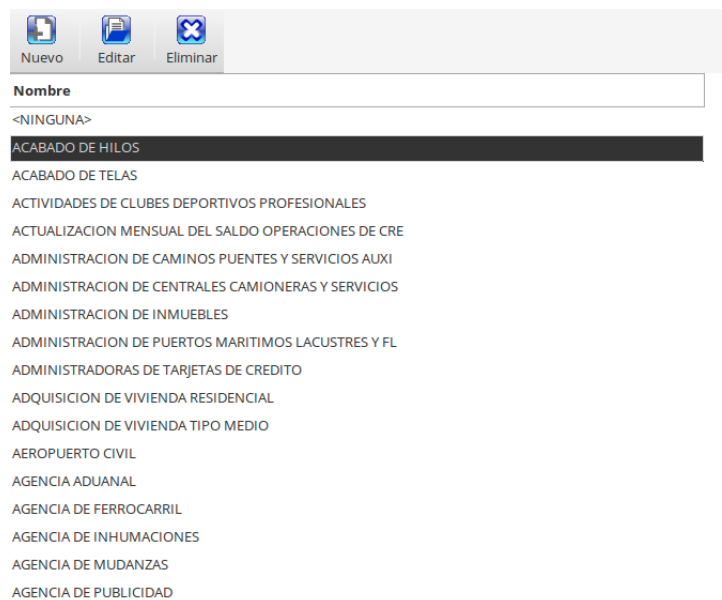 Nuevo Editar Eliminar
Nombre
<NINGUNA>
ACABADO DE HILOS
ACABADO DE TELAS
ACTIVIDADES DE CLUBES DEPORTIVOS PROFESIONALES
ACTUALIZACION MENSUAL DEL SALDO OPERACIONES DE CRE
ADMINISTRACION DE CAMINOS PUENTES Y SERVICIOS AUXI
ADMINISTRACION DE CENTRALES CAMIONERAS Y SERVICIOS
ADMINISTRACION DE INMUEBLES
ADMINISTRACION DE PUERTOS MARITIMOS LACUSTRES Y FL
ADMINISTRADORAS DE TARJETAS DE CREDITO
ADQUISICION DE VIVIENDA RESIDENCIAL
ADQUISICION DE VIVIENDA TIPO MEDIO
AEROPUERTO CIVIL
AGENCIA ADUANAL
AGENCIA DE FERROCARRIL
AGENCIA DE INHUMACIONES
AGENCIA DE MUDANZAS
AGENCIA DE PUBLICIDAD